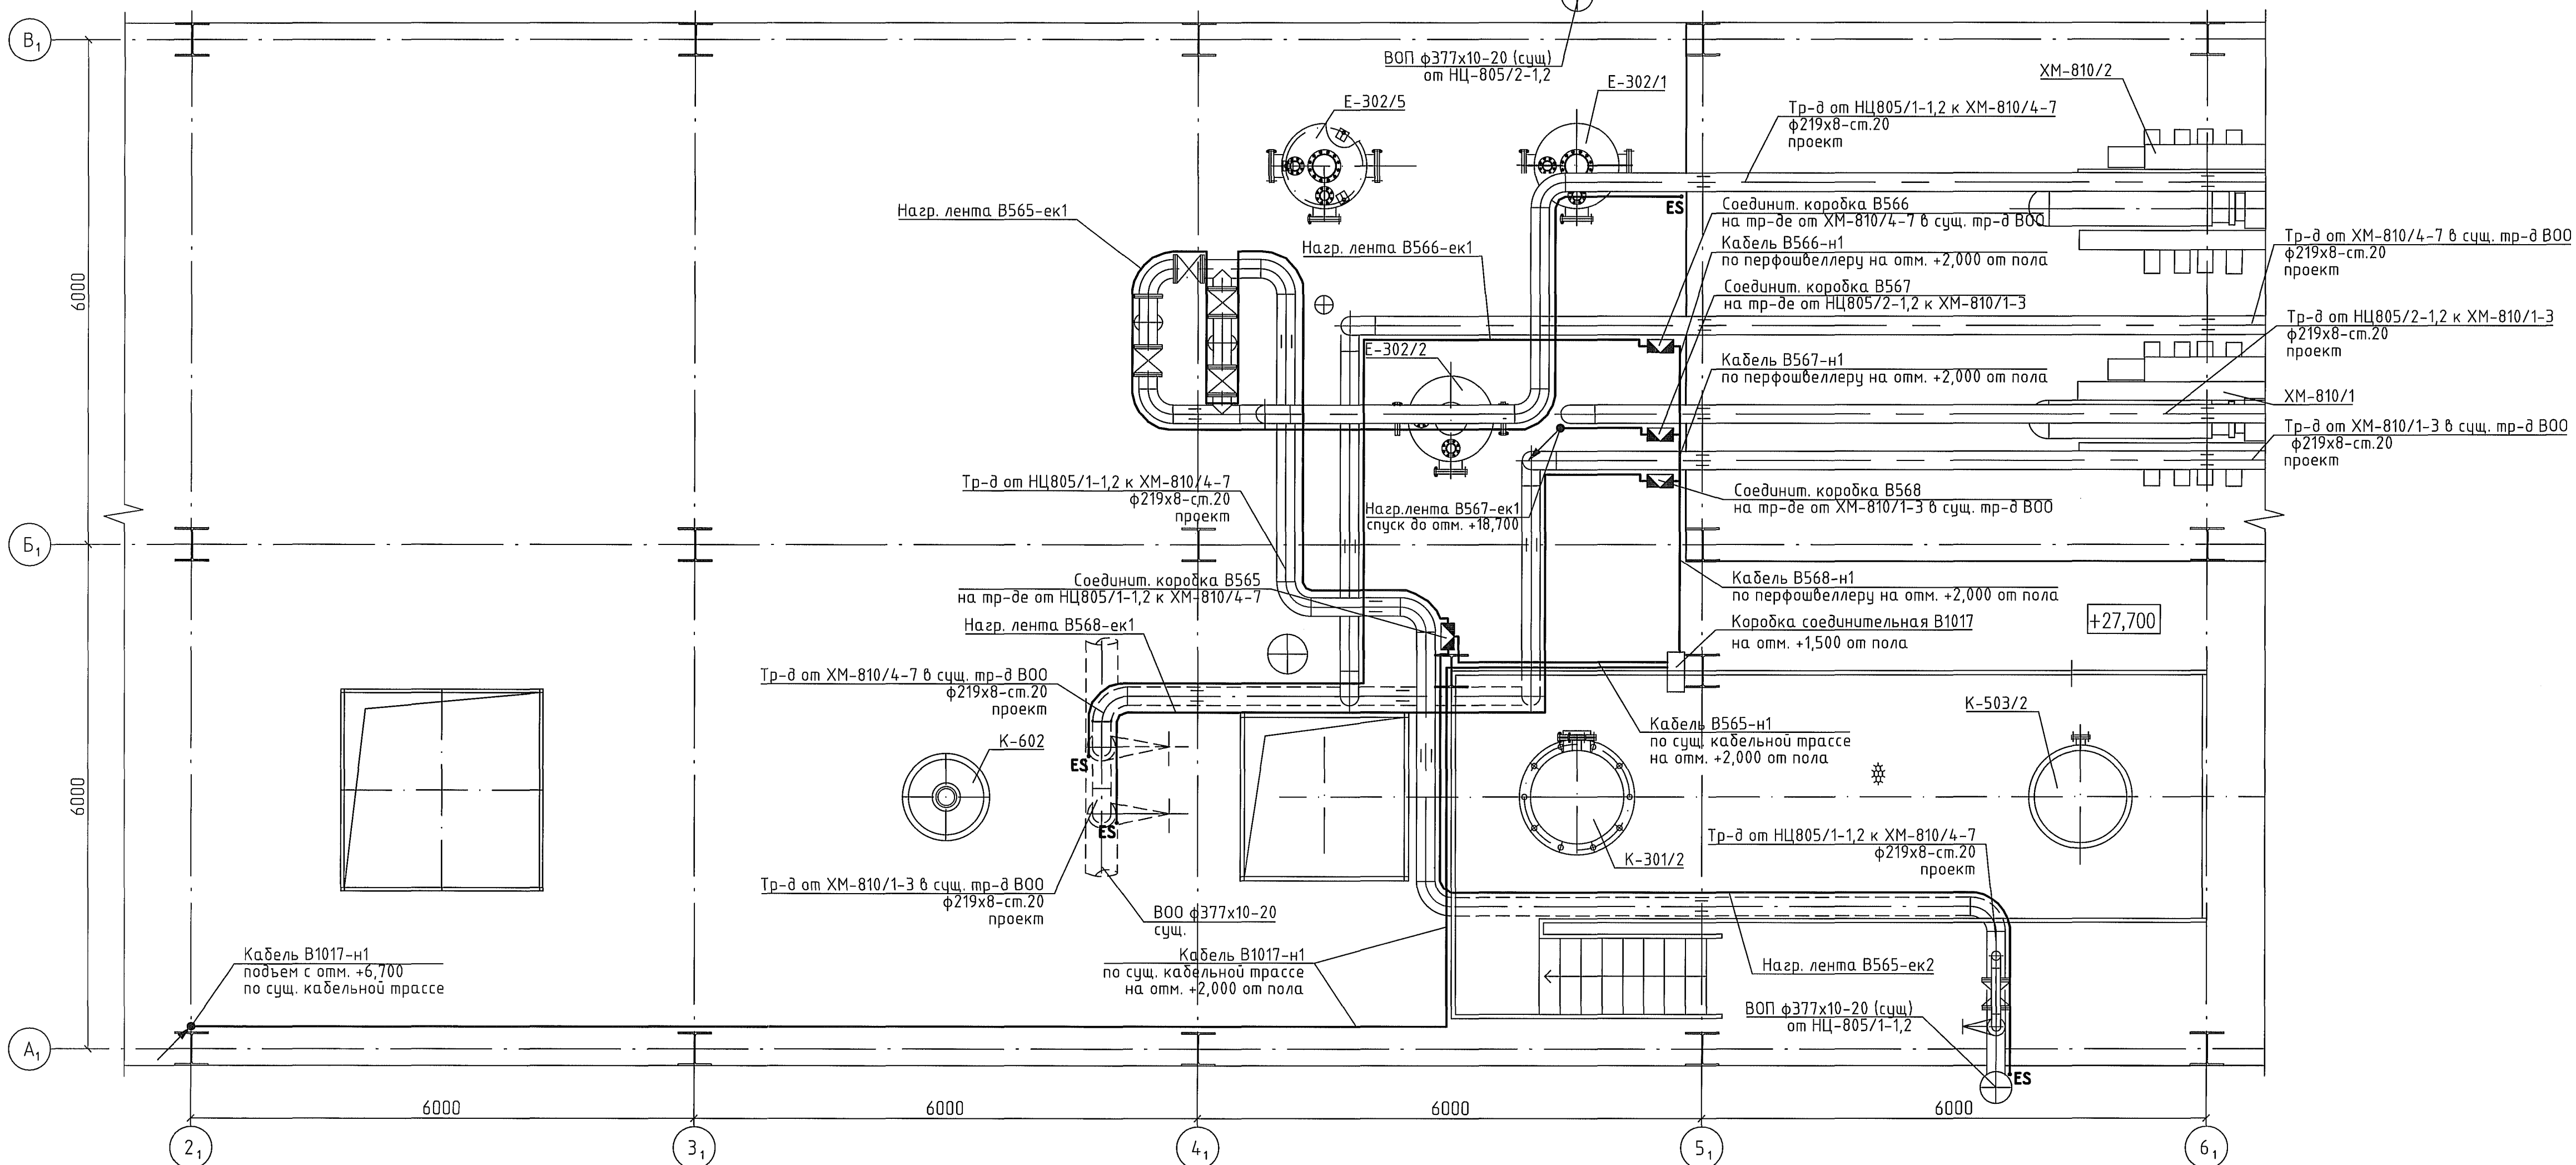 В₁
ВОП ф377х10-20 (сущ)
от НЦ-805/2-1,2
Е-302/5
Е-302/1
ХМ-810/2
Тр-д от НЦ805/1-1,2 к ХМ-810/4-7
ф219х8-ст.20
проект
Нагр. лента В565-ек1
ES
Соединит. коробка В566
на тр-де от ХМ-810/4-7 в сущ. тр-д ВОО
Нагр. лента В566-ек1
Кабель В566-н1
по перфошвеллеру на отм. +2,000 от пола
Тр-д от ХМ-810/4-7 в сущ. тр-д ВОО
ф219х8-ст.20
проект
Соединит. коробка В567
на тр-де от НЦ805/2-1,2 к ХМ-810/1-3
Тр-д от НЦ805/2-1,2 к ХМ-810/1-3
ф219х8-ст.20
проект
6000
Е-302/2
Кабель В567-н1
по перфошвеллеру на отм. +2,000 от пола
ХМ-810/1
Тр-д от ХМ-810/1-3 в сущ. тр-д ВОО
ф219х8-ст.20
проект
Тр-д от НЦ805/1-1,2 к ХМ-810/4-7
ф219х8-ст.20
проект
Нагр.лента В567-ек1
спуск до отм. +18,700
Соединит. коробка В568
на тр-де от ХМ-810/1-3 в сущ. тр-д ВОО
Б₁
Соединит. коробка В565
на тр-де от НЦ805/1-1,2 к ХМ-810/4-7
Кабель В568-н1
по перфошвеллеру на отм. +2,000 от пола
Нагр. лента В568-ек1
Коробка соединительная В1017
на отм. +1,500 от пола
+27,700
Тр-д от ХМ-810/4-7 в сущ. тр-д ВОО
ф219х8-ст.20
проект
К-602
ES
Кабель В565-н1
по сущ. кабельной трассе
на отм. +2,000 от пола
К-503/2
6000
ES
К-301/2
Тр-д от НЦ805/1-1,2 к ХМ-810/4-7
ф219х8-ст.20
проект
Тр-д от ХМ-810/1-3 в сущ. тр-д ВОО
ф219х8-ст.20
проект
ВОО ф377х10-20
сущ.
Кабель В1017-н1
подъем с отм. +6,700
по сущ. кабельной трассе
Кабель В1017-н1
по сущ. кабельной трассе
на отм. +2,000 от пола
Нагр. лента В565-ек2
ВОП ф377х10-20 (сущ)
от НЦ-805/1-1,2
А₁
ES
6000
6000
6000
6000
2₁
3₁
4₁
5₁
6₁